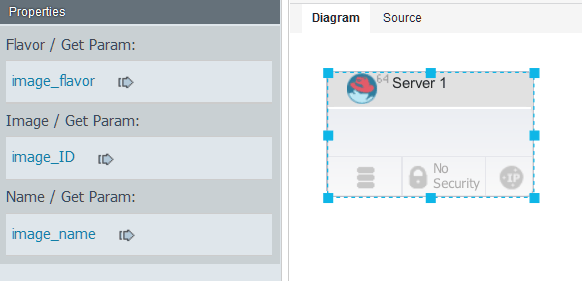 Properties
Flavor / Get Param:
image_flavor
Image / Get Param:
image_ID
Name / Get Param:
image_name
Diagram Source
64 Server 1
No
Security
IP